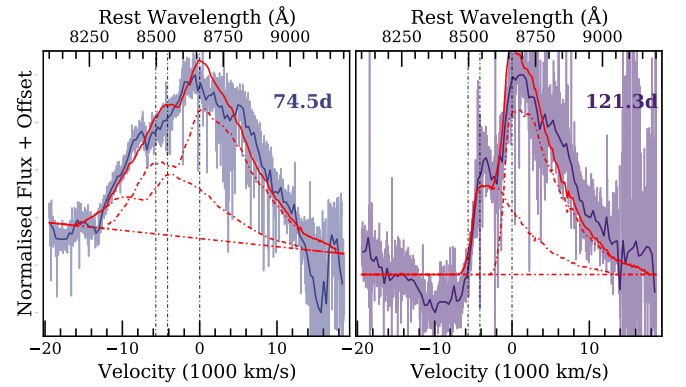 Rest Wavelength (Å) Rest Wavelength (Å)
8250 8500 8750 9000 8250 8500 8750 9000
74.5d 121.3d
Normalised Flux + Offset
−20 −10 0 10 −20 −10 0 10
Velocity (1000 km/s) Velocity (1000 km/s)